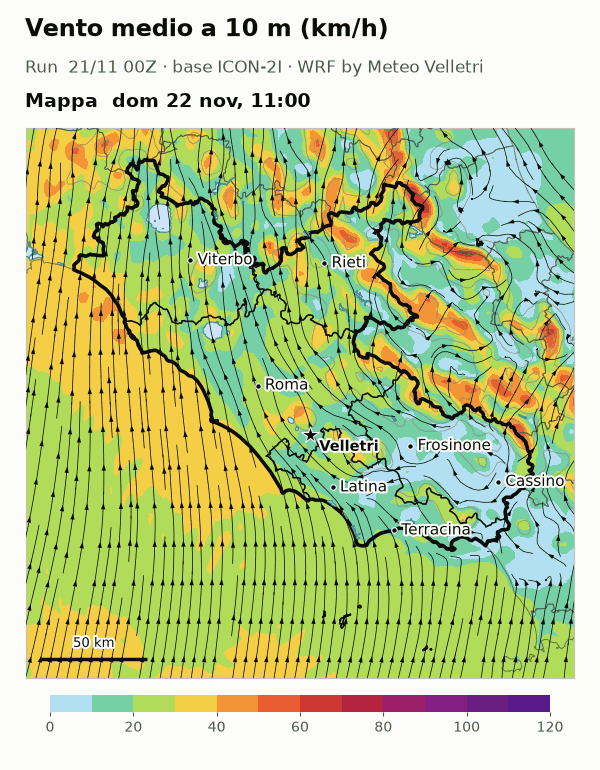 Vento medio a 10 m (km/h)
Run  21/11 00Z · base ICON-2I · WRF by Meteo Velletri
Mappa  dom 22 nov, 11:00
Viterbo
Rieti
Roma
Velletri
Frosinone
Cassino
Latina
Terracina
50 km
0 20 40 60 80 100 120